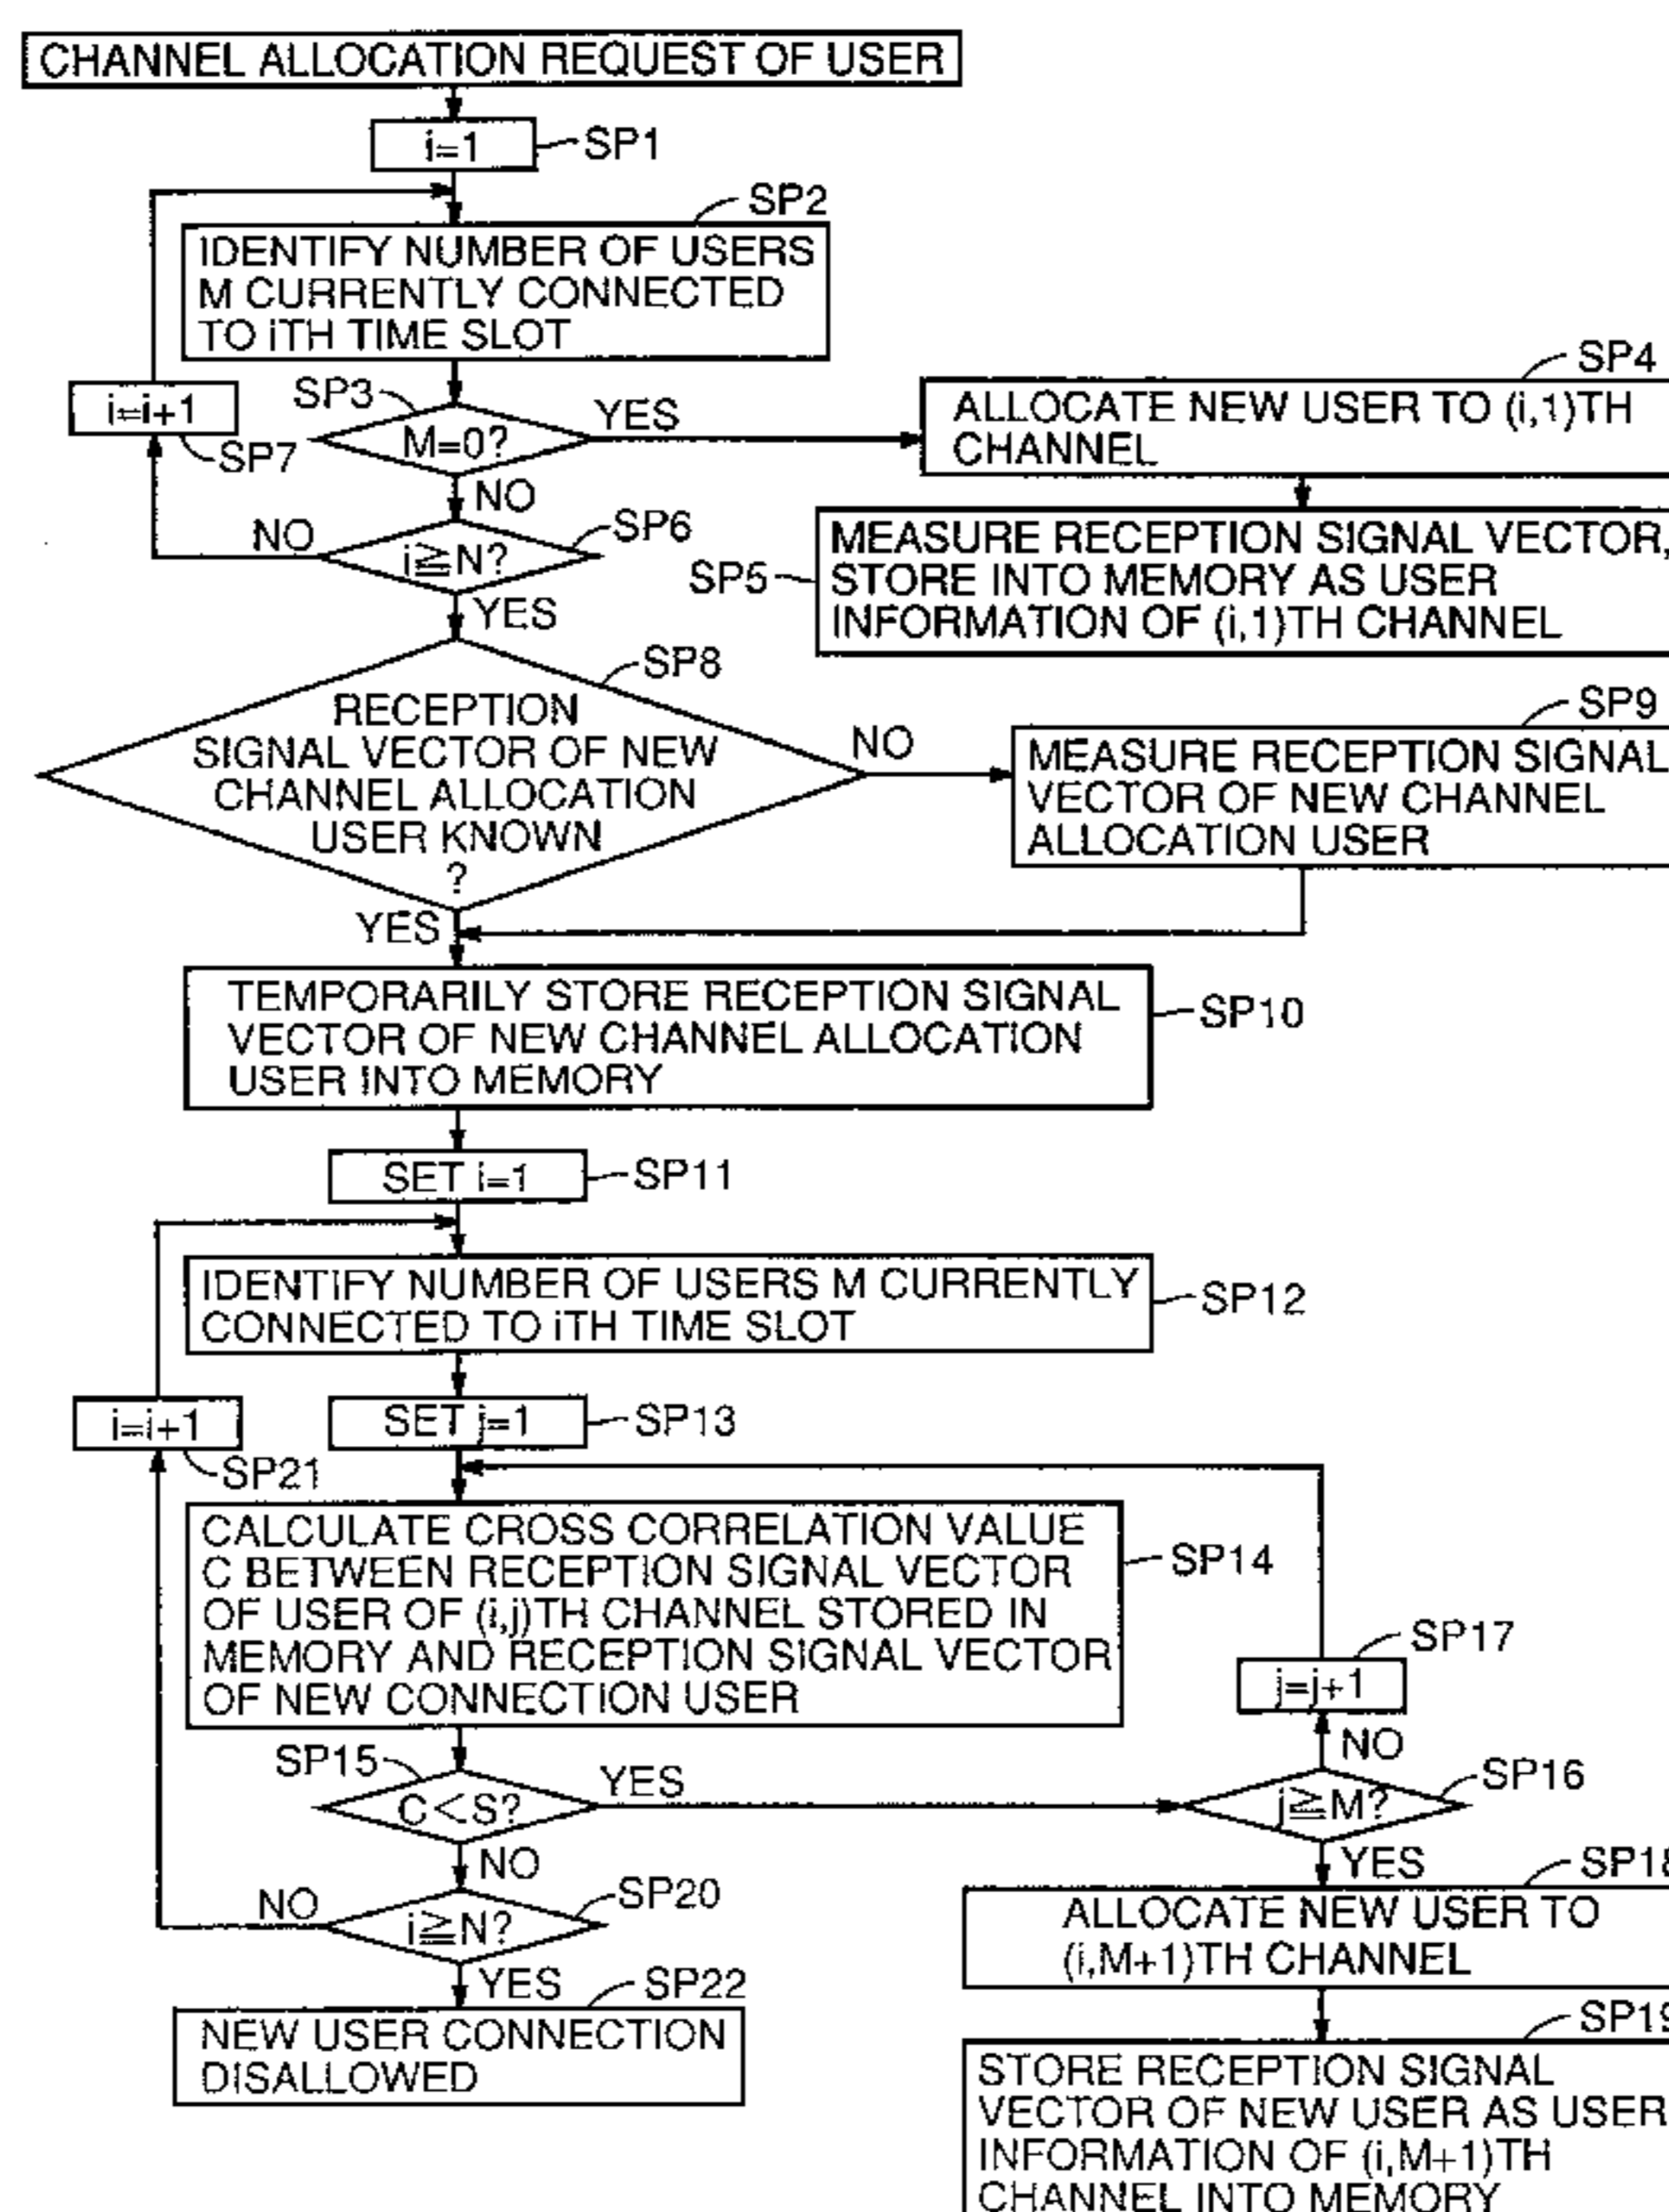 CHANNEL ALLOCATION REQUEST OF USER
i=1
SP1
SP2
IDENTIFY NUMBER OF USERS
M CURRENTLY CONNECTED
TO iTH TIME SLOT
i=i+1
SP7
SP3
M=0?
YES
NO
SP4
ALLOCATE NEW USER TO (i,1)TH
CHANNEL
SP5
MEASURE RECEPTION SIGNAL VECTOR,
STORE INTO MEMORY AS USER
INFORMATION OF (i,1)TH CHANNEL
SP6
i≧N?
NO
YES
SP8
RECEPTION
SIGNAL VECTOR OF NEW
CHANNEL ALLOCATION
USER KNOWN
?
NO
YES
SP9
MEASURE RECEPTION SIGNAL
VECTOR OF NEW CHANNEL
ALLOCATION USER
TEMPORARILY STORE RECEPTION SIGNAL
VECTOR OF NEW CHANNEL ALLOCATION
USER INTO MEMORY
SP10
SET i=1
SP11
IDENTIFY NUMBER OF USERS M CURRENTLY
CONNECTED TO iTH TIME SLOT
SP12
i=i+1
SP21
SET j=1
SP13
CALCULATE CROSS CORRELATION VALUE
C BETWEEN RECEPTION SIGNAL VECTOR
OF USER OF (i,j)TH CHANNEL STORED IN
MEMORY AND RECEPTION SIGNAL VECTOR
OF NEW CONNECTION USER
SP14
SP17
j=j+1
NO
SP15
C<S?
YES
NO
SP16
j≧M?
YES
SP18
ALLOCATE NEW USER TO
(i,M+1)TH CHANNEL
SP20
i≧N?
NO
YES
SP22
NEW USER CONNECTION
DISALLOWED
SP19
STORE RECEPTION SIGNAL
VECTOR OF NEW USER AS USER
INFORMATION OF (i,M+1)TH
CHANNEL INTO MEMORY